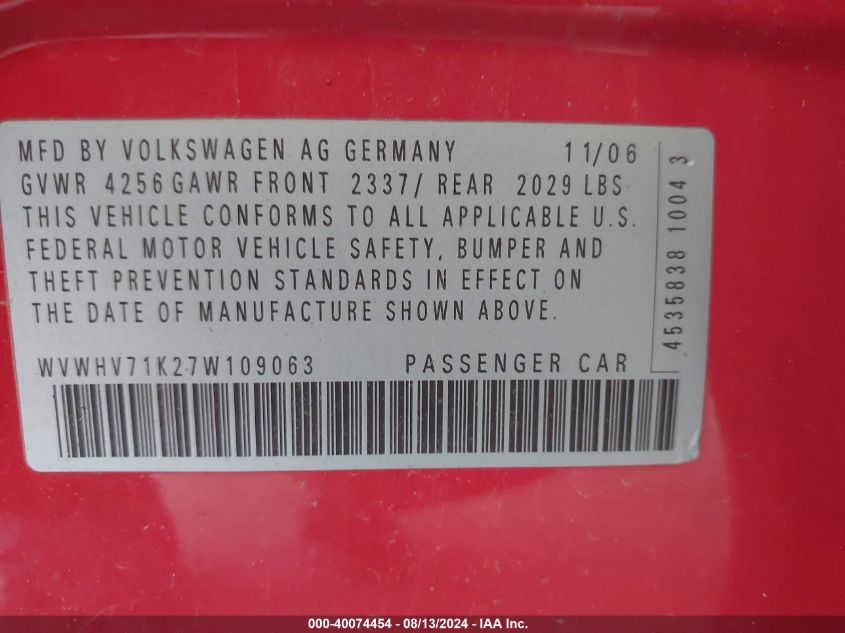 MFD BY VOLKSWAGEN AG GERMANY 11/06
GVWR 4256 GAWR FRONT 2337/ REAR 2029 LBS
THIS VEHICLE CONFORMS TO ALL APPLICABLE U.S.
FEDERAL MOTOR VEHICLE SAFETY, BUMPER AND
THEFT PREVENTION STANDARDS IN EFFECT ON
THE DATE OF MANUFACTURE SHOWN ABOVE.
WVWHV71K27W109063 PASSENGER CAR
4535838 1004 3
000-40074454 - 08/13/2024 - IAA Inc.